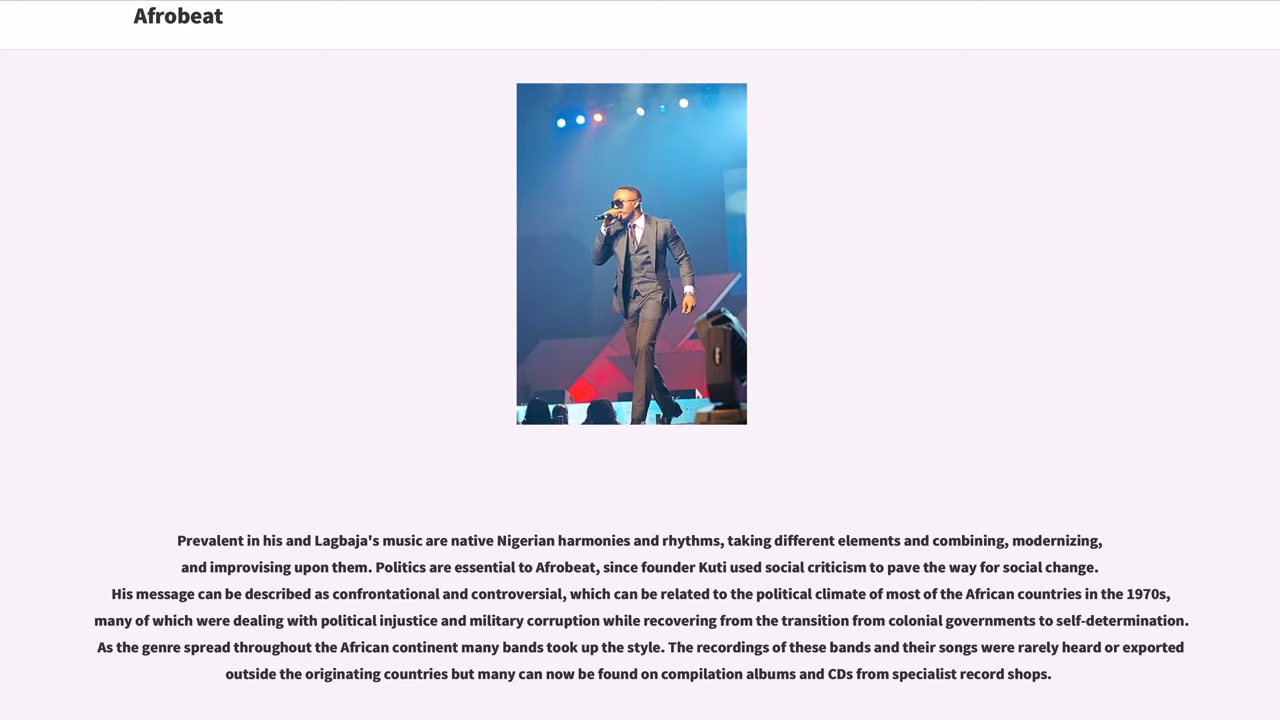 Afrobeat
Prevalent in his and Lagbaja's music are native Nigerian harmonies and rhythms, taking different elements and combining, modernizing,
and improvising upon them. Politics are essential to Afrobeat, since founder Kuti used social criticism to pave the way for social change.
His message can be described as confrontational and controversial, which can be related to the political climate of most of the African countries in the 1970s,
many of which were dealing with political injustice and military corruption while recovering from the transition from colonial governments to self-determination.
As the genre spread throughout the African continent many bands took up the style. The recordings of these bands and their songs were rarely heard or exported
outside the originating countries but many can now be found on compilation albums and CDs from specialist record shops.